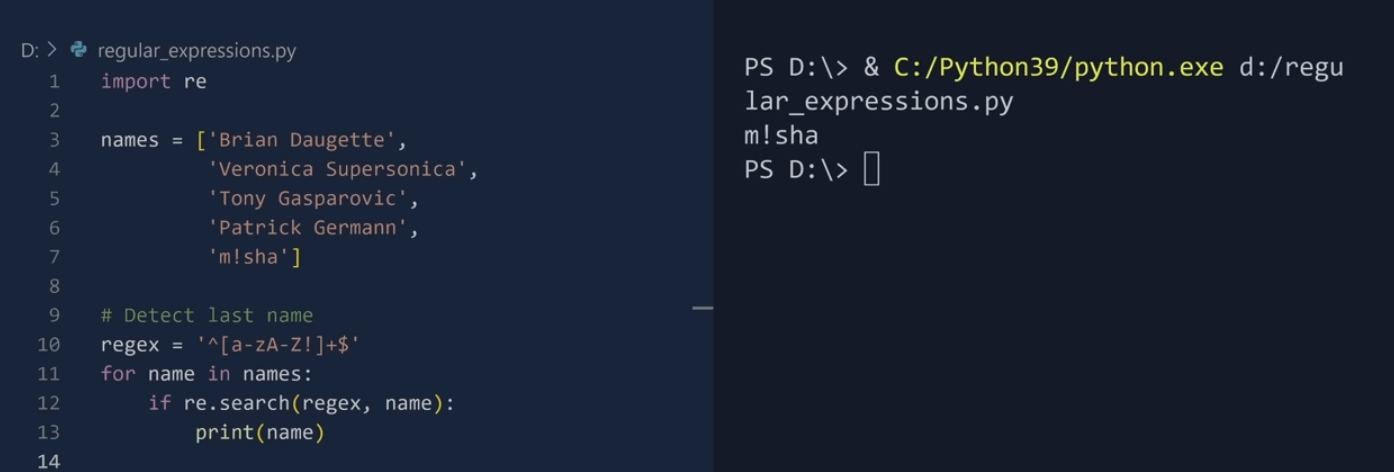 D: > regular_expressions.py
1 import re
2
3 names = ['Brian Daugette',
4 'Veronica Supersonica',
5 'Tony Gasparovic',
6 'Patrick Germann',
7 'm!sha']
8
9 # Detect last name
10 regex = '^[a-zA-Z!]+$'
11 for name in names:
12 if re.search(regex, name):
13 print(name)
14
PS D:\> & C:/Python39/python.exe d:/regu
lar_expressions.py
m!sha
PS D:\>